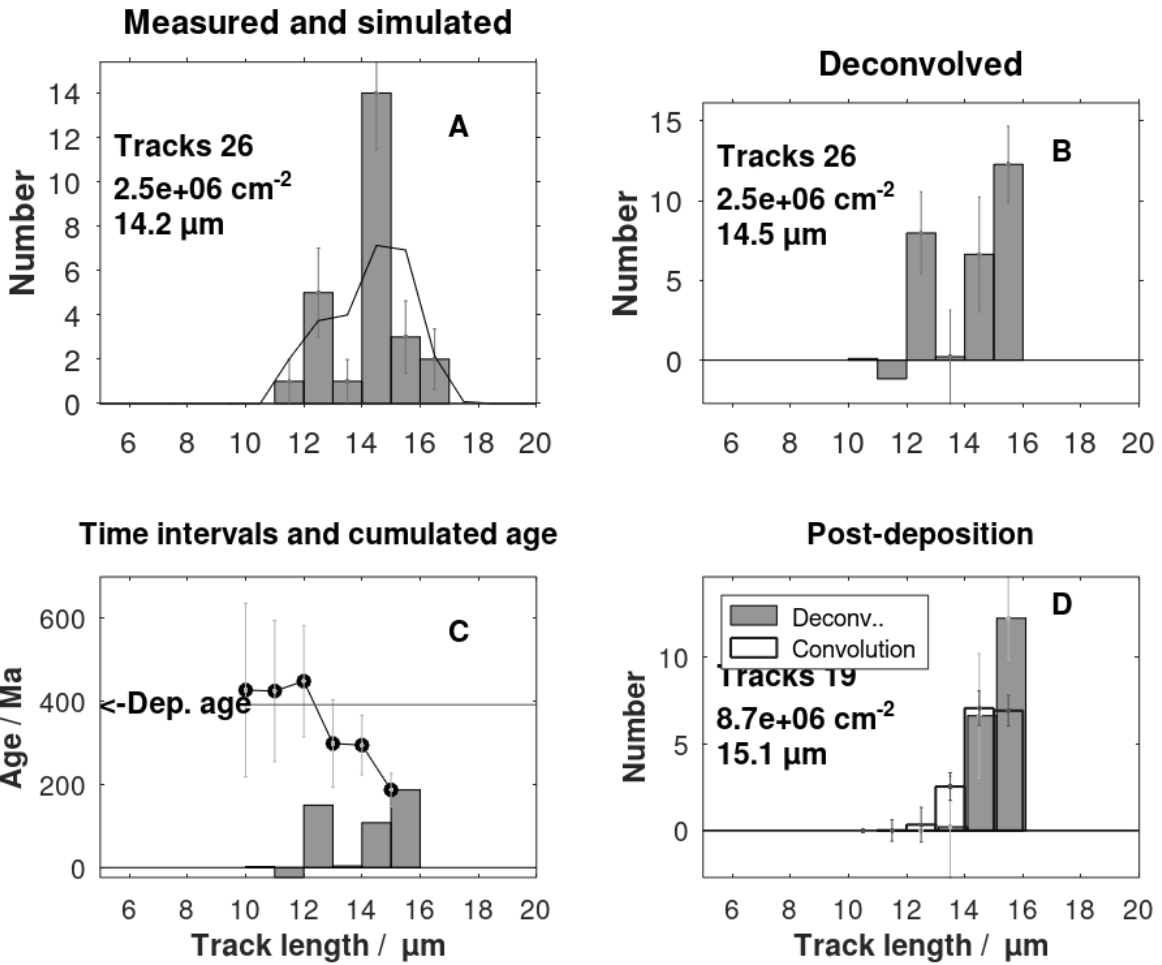 Measured and simulated
14
12
10
8
6
4
2
0
Number
Tracks 26
2.5e+06 cm-2
14.2 μm
A
6 8 10 12 14 16 18 20
Deconvolved
15
10
5
0
Number
Tracks 26
2.5e+06 cm-2
14.5 μm
B
6 8 10 12 14 16 18 20
Time intervals and cumulated age
600
400
200
0
Age / Ma
<-Dep. age
C
6 8 10 12 14 16 18 20
Track length / μm
Post-deposition
10
5
0
Number
Deconv..
Convolution
Tracks 19
8.7e+06 cm-2
15.1 μm
D
6 8 10 12 14 16 18 20
Track length / μm